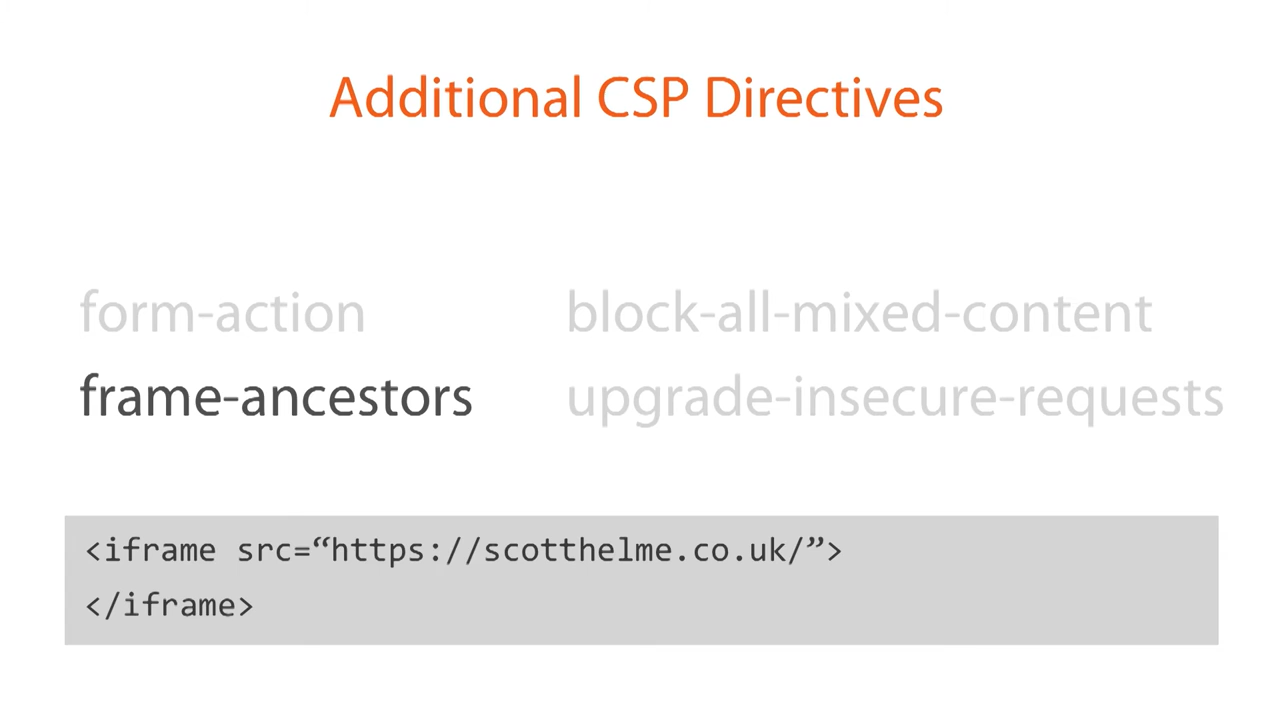 Additional CSP Directives
form-action
block-all-mixed-content
frame-ancestors
upgrade-insecure-requests
<iframe src=“https://scotthelme.co.uk/”>
</iframe>